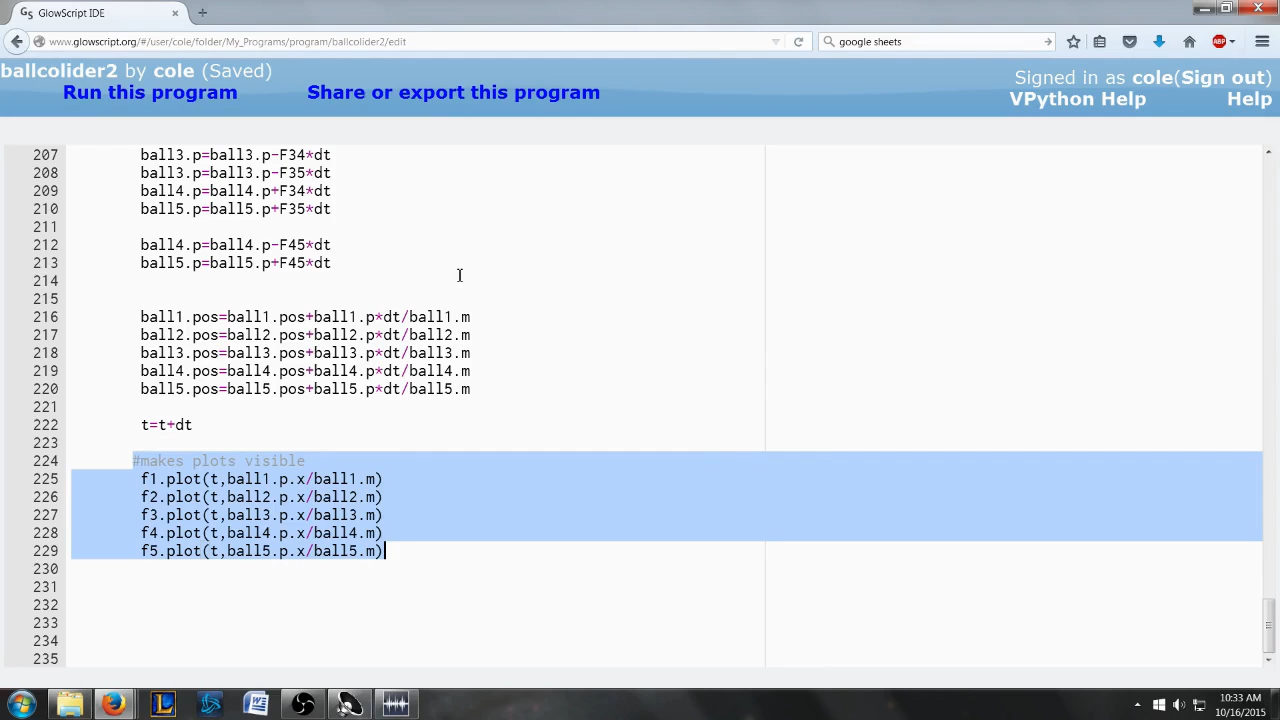 GlowScript IDE
www.glowscript.org/#/user/cole/folder/My_Programs/program/ballcolider2/edit
google sheets
ABP
ballcolider2 by cole (Saved)
Signed in as cole(Sign out)
Run this program
Share or export this program
VPython Help
Help
207 ball3.p=ball3.p-F34*dt
208 ball3.p=ball3.p-F35*dt
209 ball4.p=ball4.p+F34*dt
210 ball5.p=ball5.p+F35*dt
211
212 ball4.p=ball4.p-F45*dt
213 ball5.p=ball5.p+F45*dt
214
215
216 ball1.pos=ball1.pos+ball1.p*dt/ball1.m
217 ball2.pos=ball2.pos+ball2.p*dt/ball2.m
218 ball3.pos=ball3.pos+ball3.p*dt/ball3.m
219 ball4.pos=ball4.pos+ball4.p*dt/ball4.m
220 ball5.pos=ball5.pos+ball5.p*dt/ball5.m
221
222 t=t+dt
223
224 #makes plots visible
225 f1.plot(t,ball1.p.x/ball1.m)
226 f2.plot(t,ball2.p.x/ball2.m)
227 f3.plot(t,ball3.p.x/ball3.m)
228 f4.plot(t,ball4.p.x/ball4.m)
229 f5.plot(t,ball5.p.x/ball5.m)
230
231
232
233
234
235
10:33 AM
10/16/2015